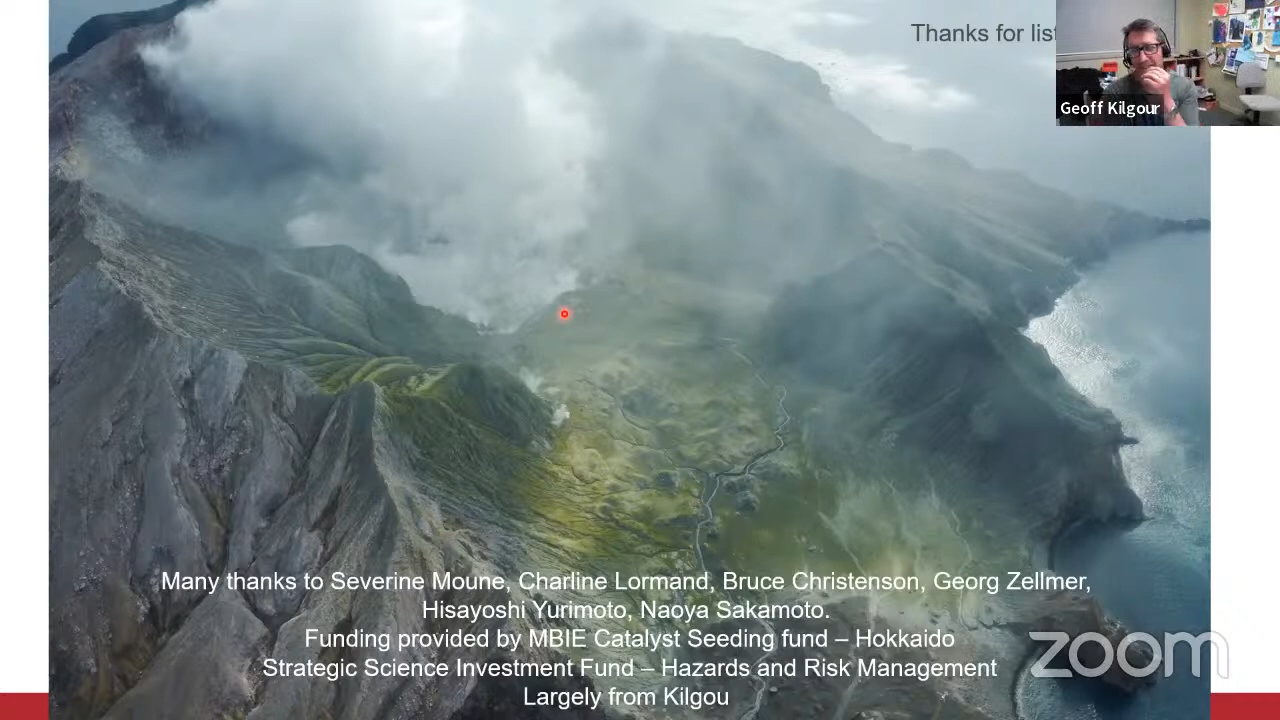 Thanks for list
Geoff Kilgour
Many thanks to Severine Moune, Charline Lormand, Bruce Christenson, Georg Zellmer,
Hisayoshi Yurimoto, Naoya Sakamoto.
Funding provided by MBIE Catalyst Seeding fund – Hokkaido
Strategic Science Investment Fund – Hazards and Risk Management
Largely from Kilgou
zoom